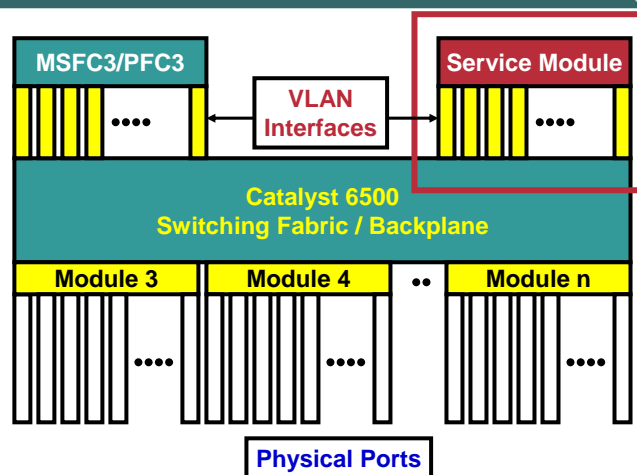 MSFC3/PFC3
Service Module
••••
VLAN
Interfaces
••••
Catalyst 6500
Switching Fabric / Backplane
Module 3
Module 4
••
Module n
••••
••••
••••
Physical Ports